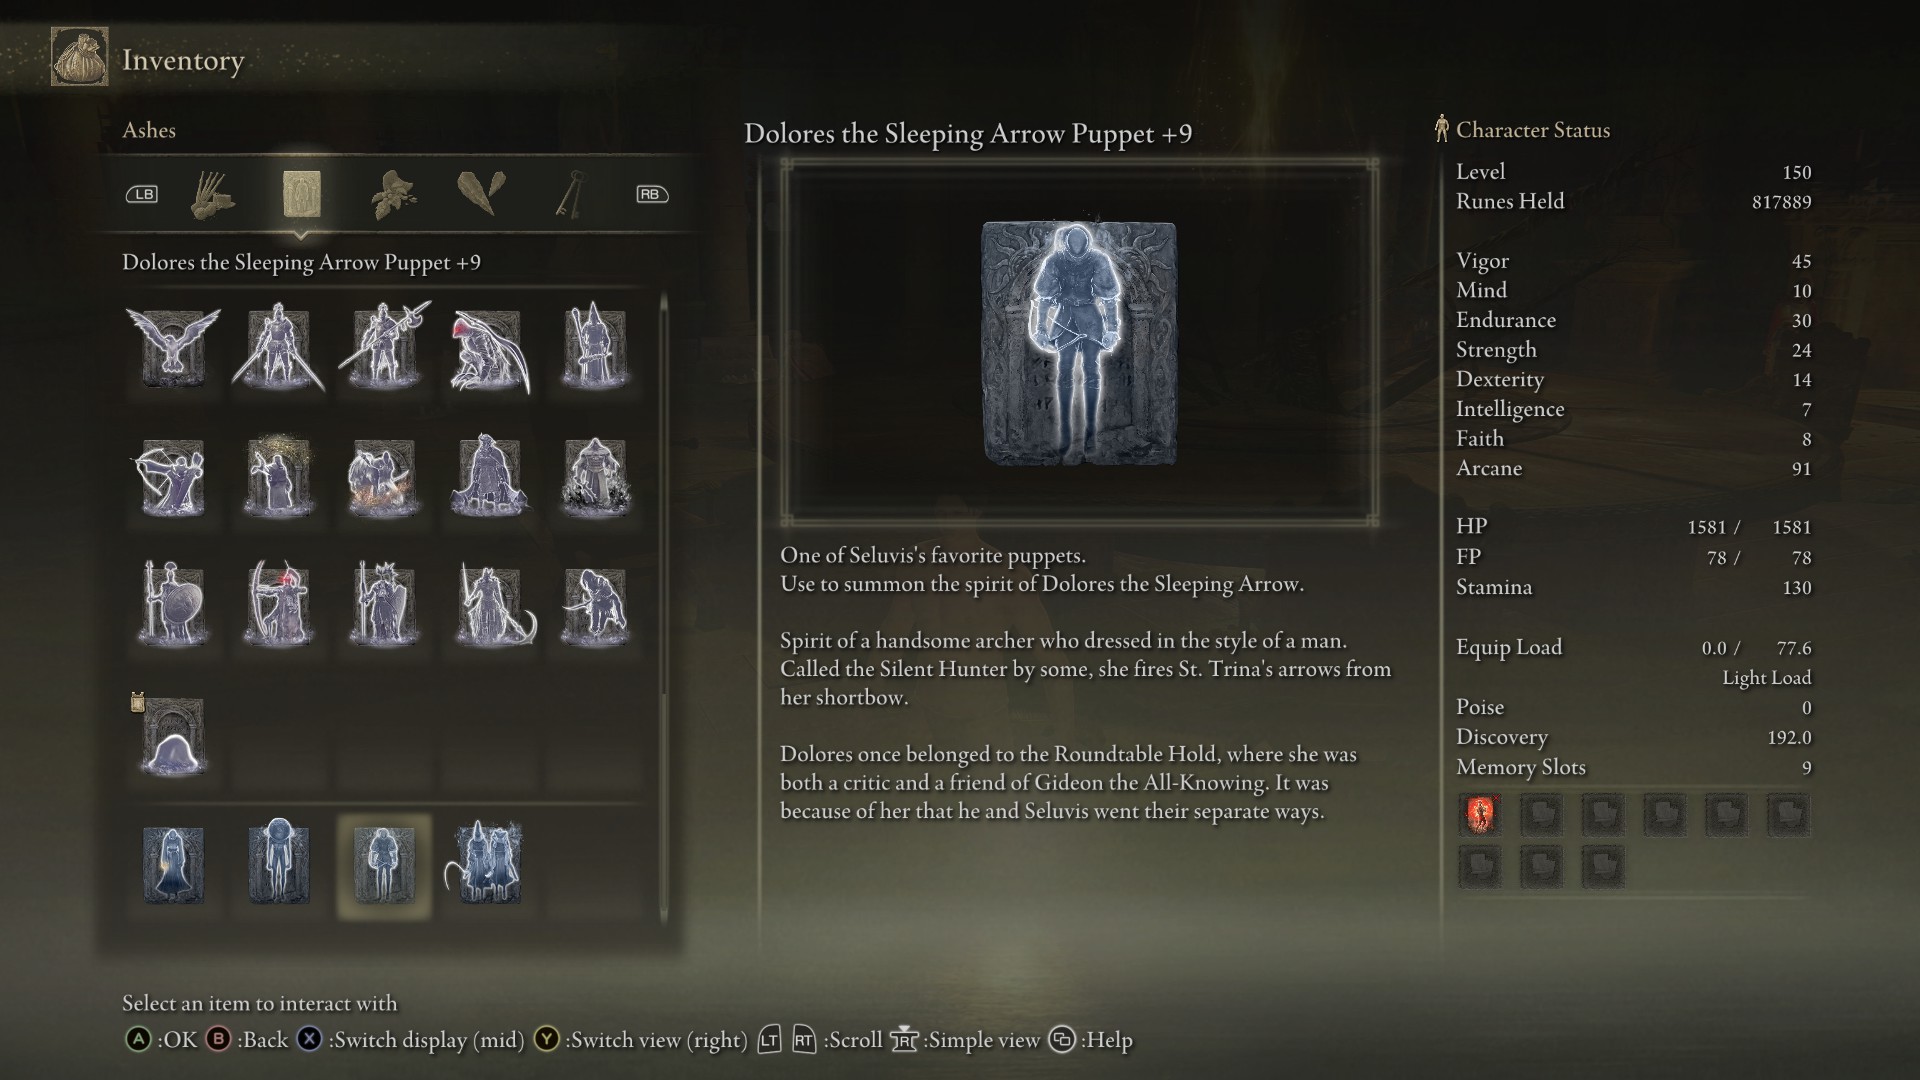 Inventory
Ashes
LB
RB
Dolores the Sleeping Arrow Puppet +9
Dolores the Sleeping Arrow Puppet +9
One of Seluvis's favorite puppets.
Use to summon the spirit of Dolores the Sleeping Arrow.
Spirit of a handsome archer who dressed in the style of a man.
Called the Silent Hunter by some, she fires St. Trina's arrows from
her shortbow.
Dolores once belonged to the Roundtable Hold, where she was
both a critic and a friend of Gideon the All-Knowing. It was
because of her that he and Seluvis went their separate ways.
Character Status
Level 150
Runes Held 817889
Vigor 45
Mind 10
Endurance 30
Strength 24
Dexterity 14
Intelligence 7
Faith 8
Arcane 91
HP 1581 / 1581
FP 78 / 78
Stamina 130
Equip Load 0.0 / 77.6
Light Load
Poise 0
Discovery 192.0
Memory Slots 9
Select an item to interact with
A :OK B :Back X :Switch display (mid) Y :Switch view (right) LT RT :Scroll R :Simple view :Help